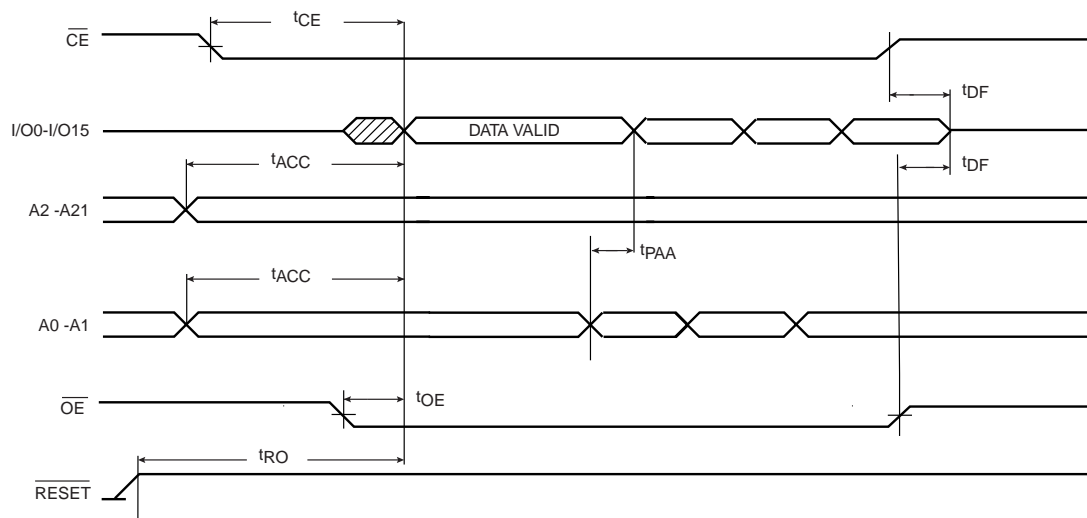 tCE
CE
tDF
I/O0-I/O15
DATA VALID
tDF
tACC
A2 -A21
tPAA
tACC
A0 -A1
tOE
OE
tRO
RESET